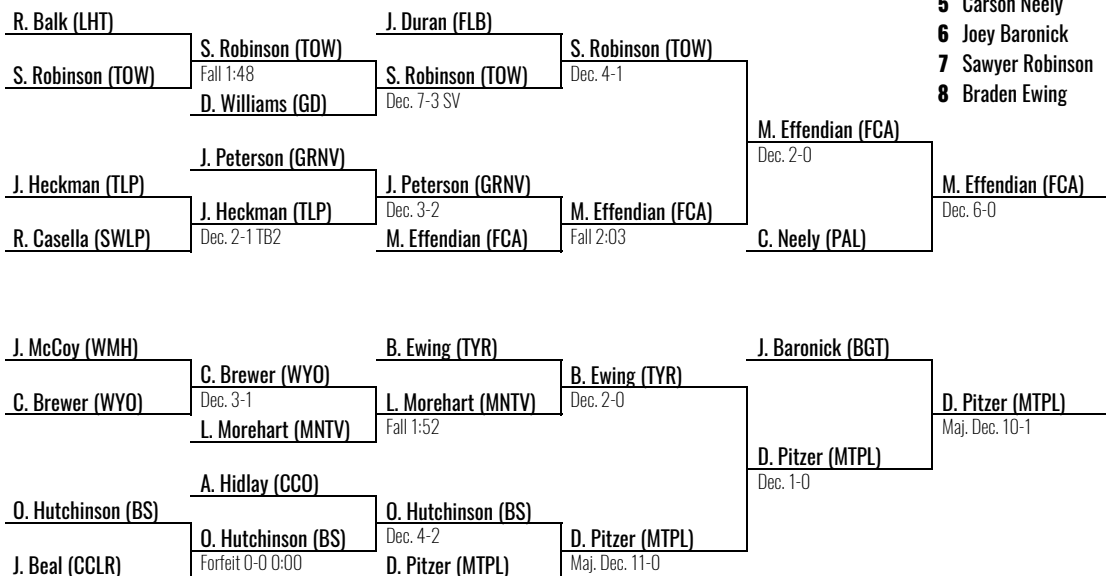 5 Carson Neely
6 Joey Baronick
7 Sawyer Robinson
8 Braden Ewing
R. Balk (LHT)
S. Robinson (TOW)
S. Robinson (TOW)
Fall 1:48
D. Williams (GD)
J. Duran (FLB)
S. Robinson (TOW)
Dec. 7-3 SV
S. Robinson (TOW)
Dec. 4-1
J. Heckman (TLP)
R. Casella (SWLP)
J. Peterson (GRNV)
J. Heckman (TLP)
Dec. 2-1 TB2
J. Peterson (GRNV)
Dec. 3-2
M. Effendian (FCA)
M. Effendian (FCA)
Fall 2:03
M. Effendian (FCA)
Dec. 2-0
C. Neely (PAL)
M. Effendian (FCA)
Dec. 6-0
J. McCoy (WMH)
C. Brewer (WYO)
C. Brewer (WYO)
Dec. 3-1
L. Morehart (MNTV)
B. Ewing (TYR)
L. Morehart (MNTV)
Fall 1:52
B. Ewing (TYR)
Dec. 2-0
O. Hutchinson (BS)
J. Beal (CCLR)
A. Hidlay (CCO)
O. Hutchinson (BS)
Forfeit 0-0 0:00
O. Hutchinson (BS)
Dec. 4-2
D. Pitzer (MTPL)
D. Pitzer (MTPL)
Maj. Dec. 11-0
J. Baronick (BGT)
D. Pitzer (MTPL)
Dec. 1-0
D. Pitzer (MTPL)
Maj. Dec. 10-1